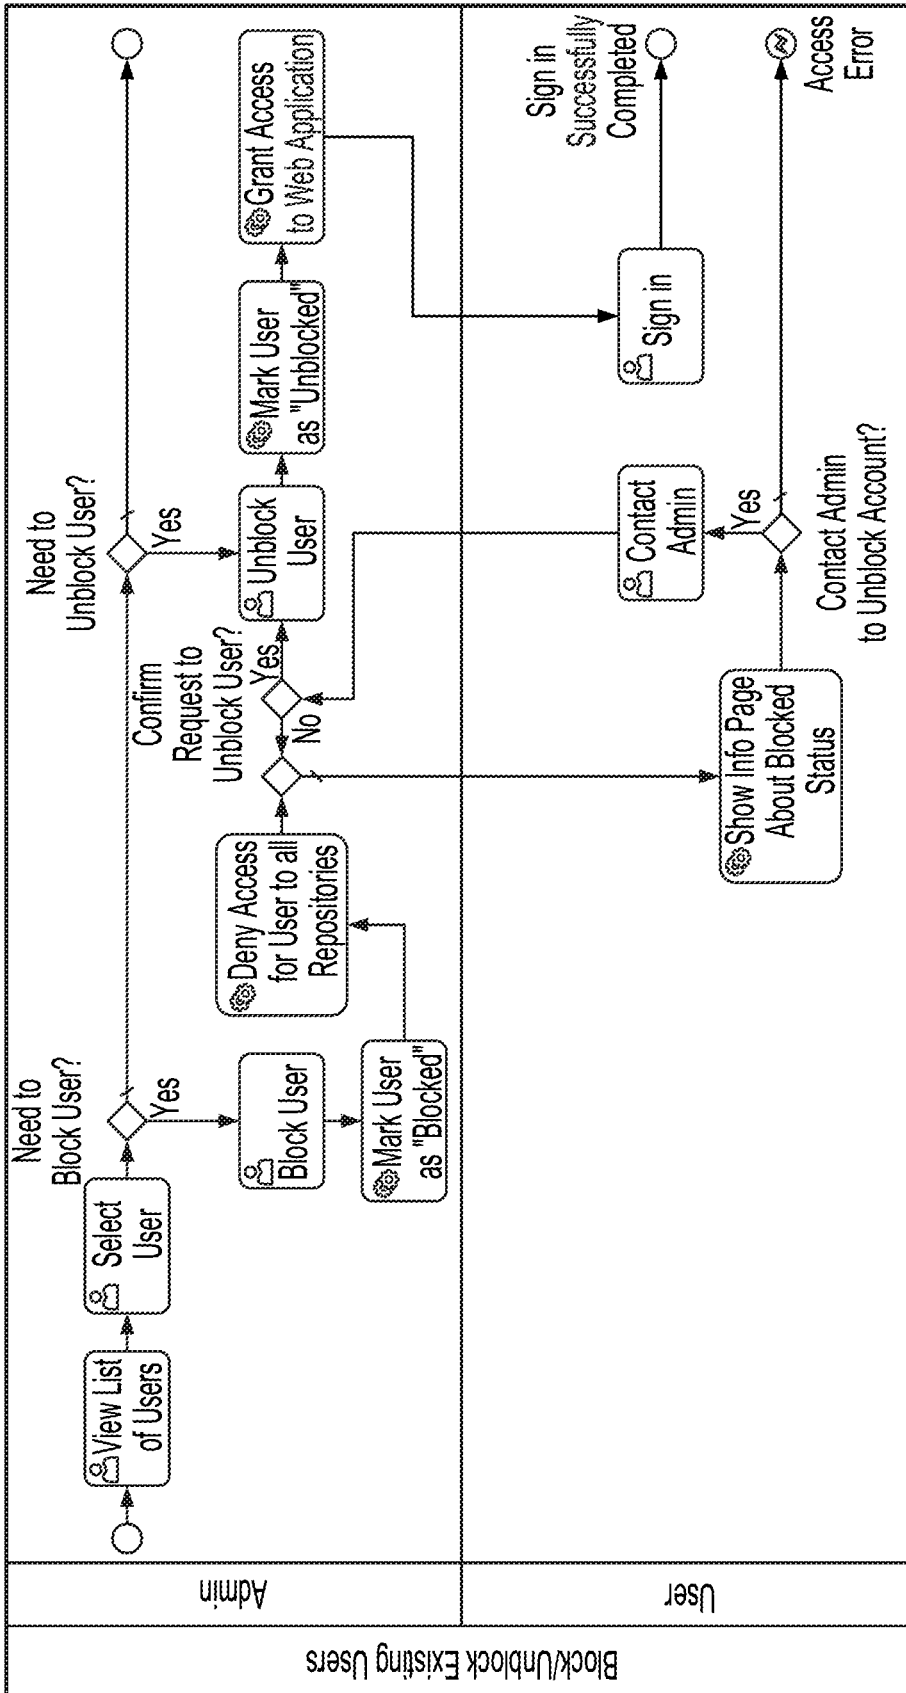 Block/Unblock Existing Users
Admin
User
View List
of Users
Select
User
Need to
Block User?
Yes
Block User
Mark User
as "Blocked"
Deny Access
for User to all
Repositories
Confirm
Request to
Unblock User?
Yes
No
Need to
Unblock User?
Yes
Unblock
User
Mark User
as "Unblocked"
Grant Access
to Web Application
Show Info Page
About Blocked
Status
Contact Admin
to Unblock Account?
Yes
Contact
Admin
Sign in
Sign in
Successfully
Completed
Access
Error